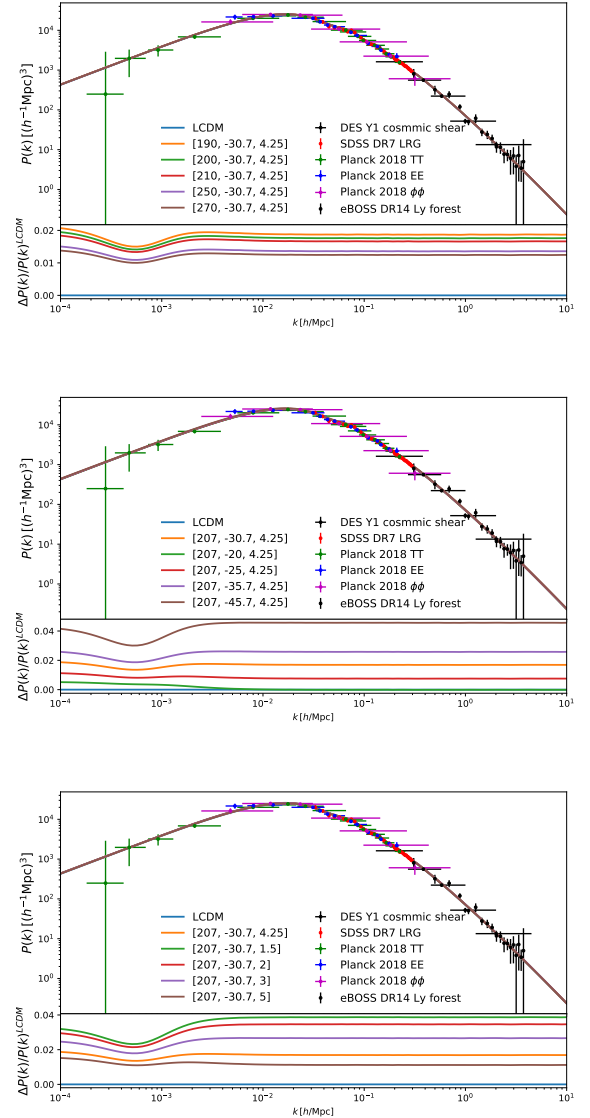 10^4
10^3
10^2
10^1
10^0
P(k) [(h^{-1}Mpc)^3]
LCDM
[190, -30.7, 4.25]
[200, -30.7, 4.25]
[210, -30.7, 4.25]
[250, -30.7, 4.25]
[270, -30.7, 4.25]
DES Y1 cosmmic shear
SDSS DR7 LRG
Planck 2018 TT
Planck 2018 EE
Planck 2018 ϕϕ
eBOSS DR14 Ly forest
0.02
0.01
0.00
ΔP(k)/P(k)^{LCDM}
10^{-4} 10^{-3} 10^{-2} 10^{-1} 10^0 10^1
k [h/Mpc]
10^4
10^3
10^2
10^1
10^0
P(k) [(h^{-1}Mpc)^3]
LCDM
[207, -30.7, 4.25]
[207, -20, 4.25]
[207, -25, 4.25]
[207, -35.7, 4.25]
[207, -45.7, 4.25]
DES Y1 cosmmic shear
SDSS DR7 LRG
Planck 2018 TT
Planck 2018 EE
Planck 2018 ϕϕ
eBOSS DR14 Ly forest
0.04
0.02
0.00
ΔP(k)/P(k)^{LCDM}
10^{-4} 10^{-3} 10^{-2} 10^{-1} 10^0 10^1
k [h/Mpc]
10^4
10^3
10^2
10^1
10^0
P(k) [(h^{-1}Mpc)^3]
LCDM
[207, -30.7, 4.25]
[207, -30.7, 1.5]
[207, -30.7, 2]
[207, -30.7, 3]
[207, -30.7, 5]
DES Y1 cosmmic shear
SDSS DR7 LRG
Planck 2018 TT
Planck 2018 EE
Planck 2018 ϕϕ
eBOSS DR14 Ly forest
0.04
0.02
0.00
ΔP(k)/P(k)^{LCDM}
10^{-4} 10^{-3} 10^{-2} 10^{-1} 10^0 10^1
k [h/Mpc]